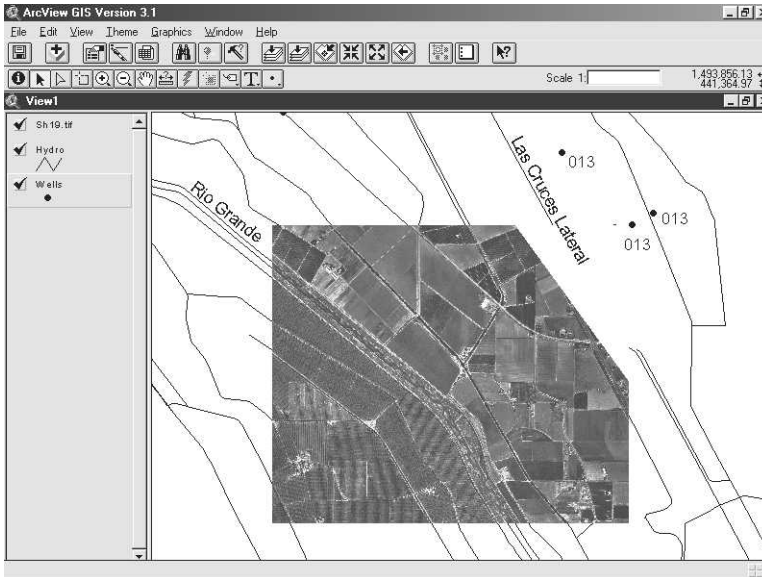 ArcView GIS Version 3.1
File Edit View Theme Graphics Window Help
Scale 1:
1,493,856.13
441,364.97
View1
Sh19.tif
Hydro
Wells
Rio Grande
Las Cruces Lateral
013
013
013